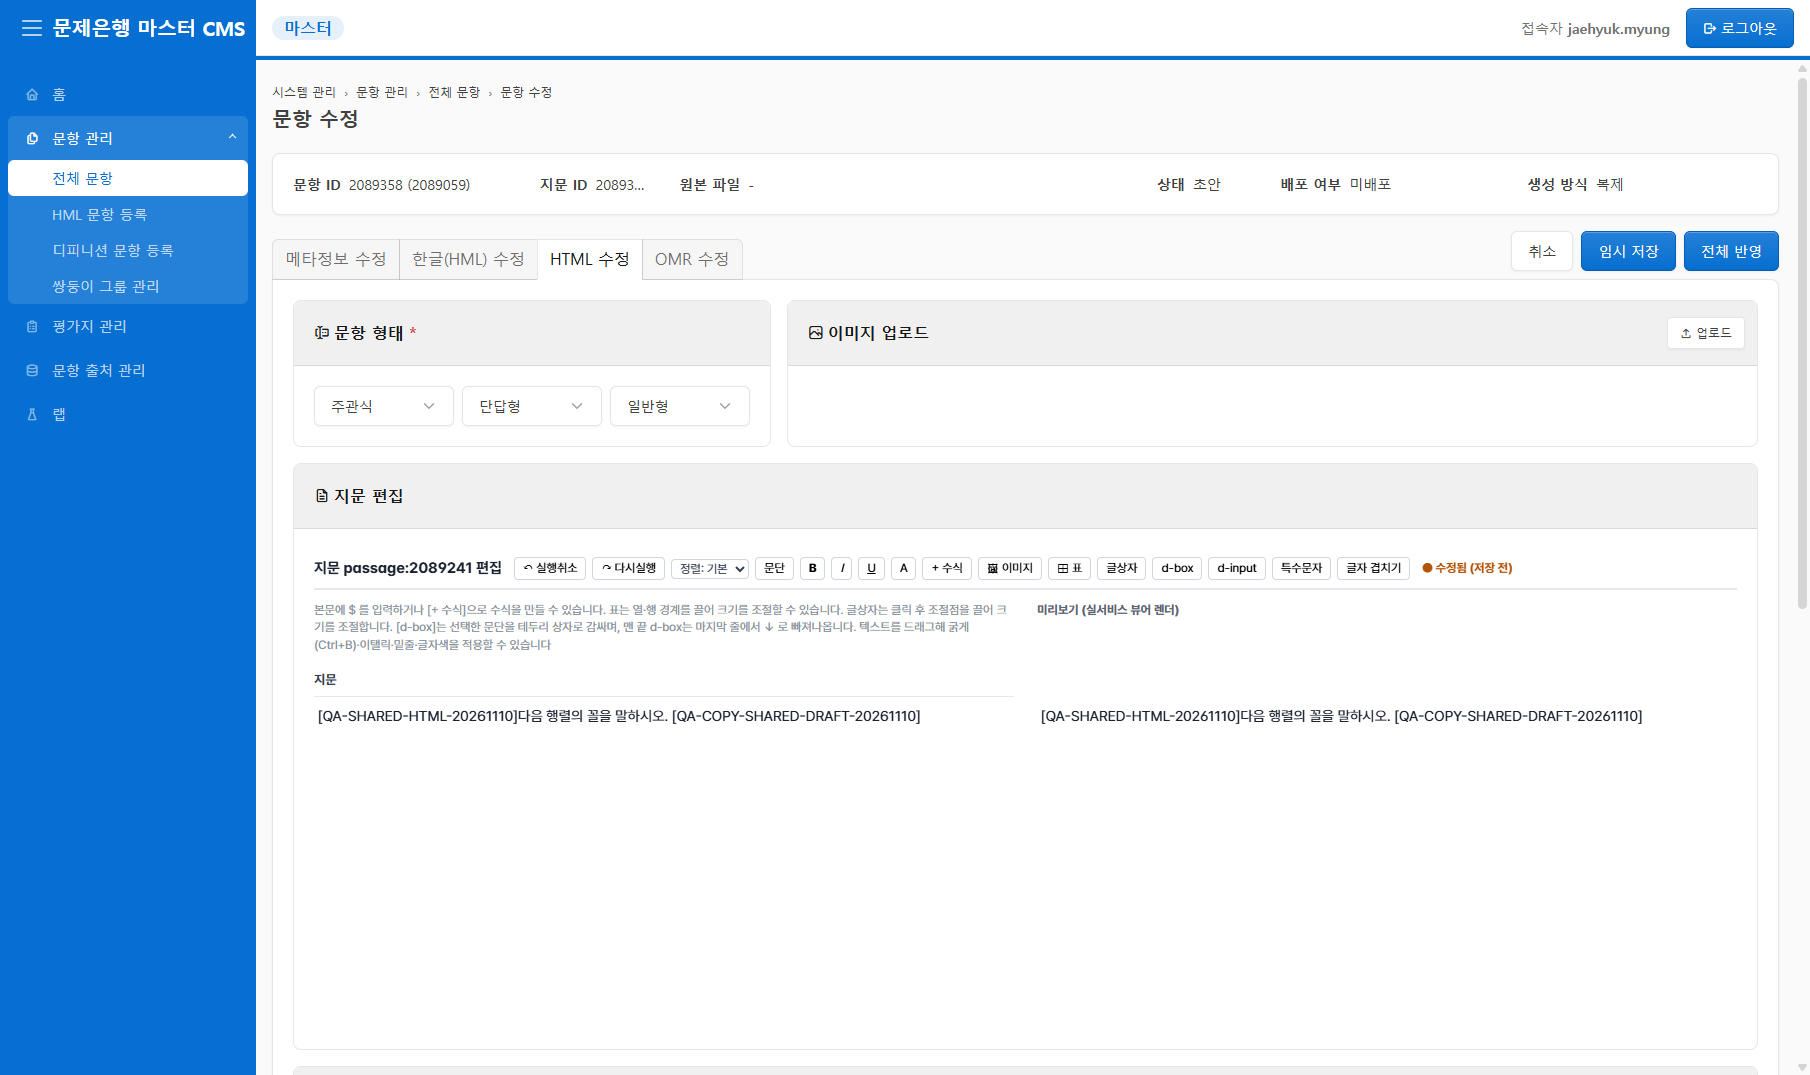 문제은행 마스터 CMS
홈
문항 관리
전체 문항
HML 문항 등록
디피니션 문항 등록
쌍둥이 그룹 관리
평가지 관리
문항 출처 관리
랩
마스터
접속자 jaehyuk.myung
로그아웃
시스템 관리 › 문항 관리 › 전체 문항 › 문항 수정
문항 수정
문항 ID 2089358 (2089059)
지문 ID 20893...
원본 파일 -
상태 초안
배포 여부 미배포
생성 방식 복제
메타정보 수정
한글(HML) 수정
HTML 수정
OMR 수정
취소
임시 저장
전체 반영
문항 형태 *
주관식
단답형
일반형
이미지 업로드
업로드
지문 편집
지문 passage:2089241 편집
실행취소
다시실행
정렬: 기본
문단
B
I
U
A
+ 수식
이미지
표
글상자
d-box
d-input
특수문자
글자 겹치기
수정됨 (저장 전)
본문에 $ 를 입력하거나 [+ 수식]으로 수식을 만들 수 있습니다. 표는 열·행 경계를 끌어 크기를 조절할 수 있습니다. 글상자는 클릭 후 조절점을 끌어 크
기를 조절합니다. [d-box]는 선택한 문단을 테두리 상자로 감싸며, 맨 끝 d-box는 마지막 줄에서 ↓ 로 빠져나옵니다. 텍스트를 드래그해 굵게
(Ctrl+B)·이탤릭·밑줄·글자색을 적용할 수 있습니다
미리보기 (실서비스 뷰어 렌더)
지문
[QA-SHARED-HTML-20261110]다음 행렬의 꼴을 말하시오. [QA-COPY-SHARED-DRAFT-20261110]
[QA-SHARED-HTML-20261110]다음 행렬의 꼴을 말하시오. [QA-COPY-SHARED-DRAFT-20261110]